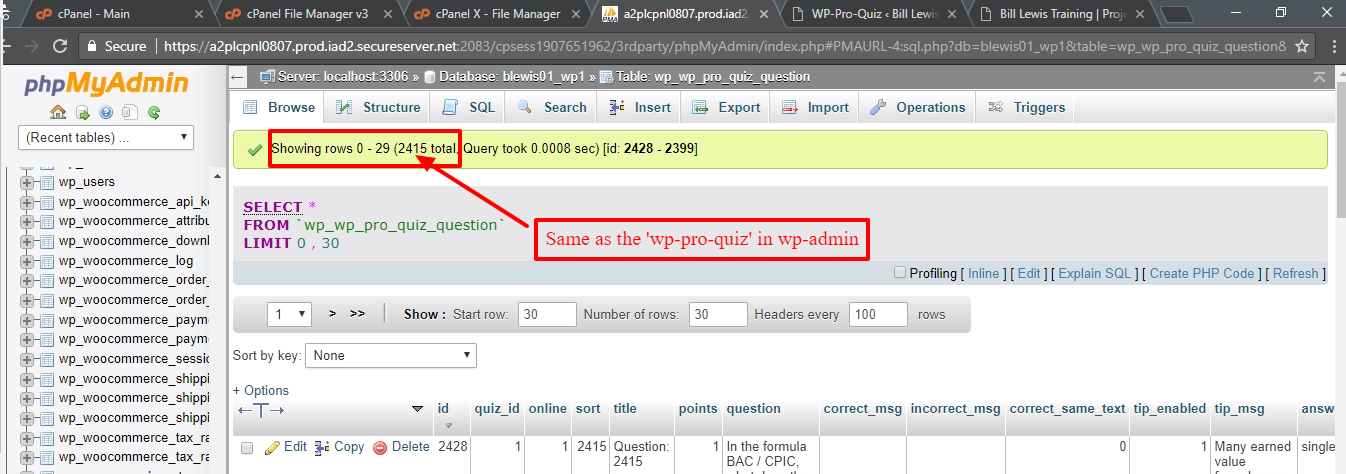 cPanel - Main
cPanel File Manager v3
cPanel X - File Manager
a2plcpnl0807.prod.iad2
WP-Pro-Quiz ‹ Bill Lewis
Bill Lewis Training | Proje
Secure https://a2plcpnl0807.prod.iad2.secureserver.net:2083/cpsess1907651962/3rdparty/phpMyAdmin/index.php#PMAURL-4:sql.php?db=blewis01_wp1&table=wp_wp_pro_quiz_question&
phpMyAdmin
(Recent tables) ...
wp_users
wp_woocommerce_api_ke
wp_woocommerce_attribu
wp_woocommerce_downl
wp_woocommerce_log
wp_woocommerce_order_
wp_woocommerce_order_
wp_woocommerce_payme
wp_woocommerce_payme
wp_woocommerce_sessio
wp_woocommerce_shippi
wp_woocommerce_shippi
wp_woocommerce_shippi
wp_woocommerce_tax_ra
wp_woocommerce_tax_ra
Server: localhost:3306 » Database: blewis01_wp1 » Table: wp_wp_pro_quiz_question
Browse Structure SQL Search Insert Export Import Operations Triggers
Showing rows 0 - 29 (2415 total, Query took 0.0008 sec) [id: 2428 - 2399]
SELECT *
FROM `wp_wp_pro_quiz_question`
LIMIT 0 , 30
Same as the 'wp-pro-quiz' in wp-admin
Profiling [ Inline ] [ Edit ] [ Explain SQL ] [ Create PHP Code ] [ Refresh ]
1 > >> Show : Start row: 30 Number of rows: 30 Headers every 100 rows
Sort by key: None
+ Options
←T→ id quiz_id online sort title points question correct_msg incorrect_msg correct_same_text tip_enabled tip_msg answ
Edit Copy Delete 2428 1 1 2415 Question: 1 In the formula 0 1 Many earned single
2415 BAC / CPIC, value